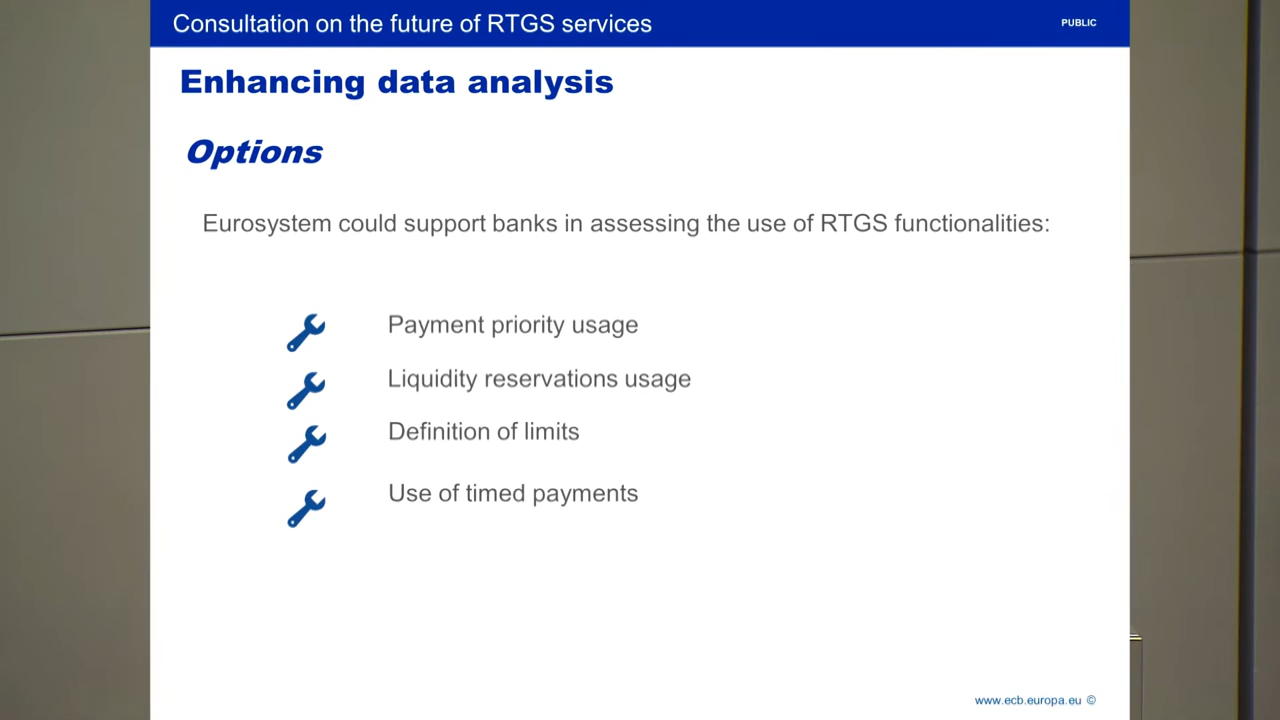 Consultation on the future of RTGS services
PUBLIC
Enhancing data analysis
Options
Eurosystem could support banks in assessing the use of RTGS functionalities:
Payment priority usage
Liquidity reservations usage
Definition of limits
Use of timed payments
www.ecb.europa.eu ©